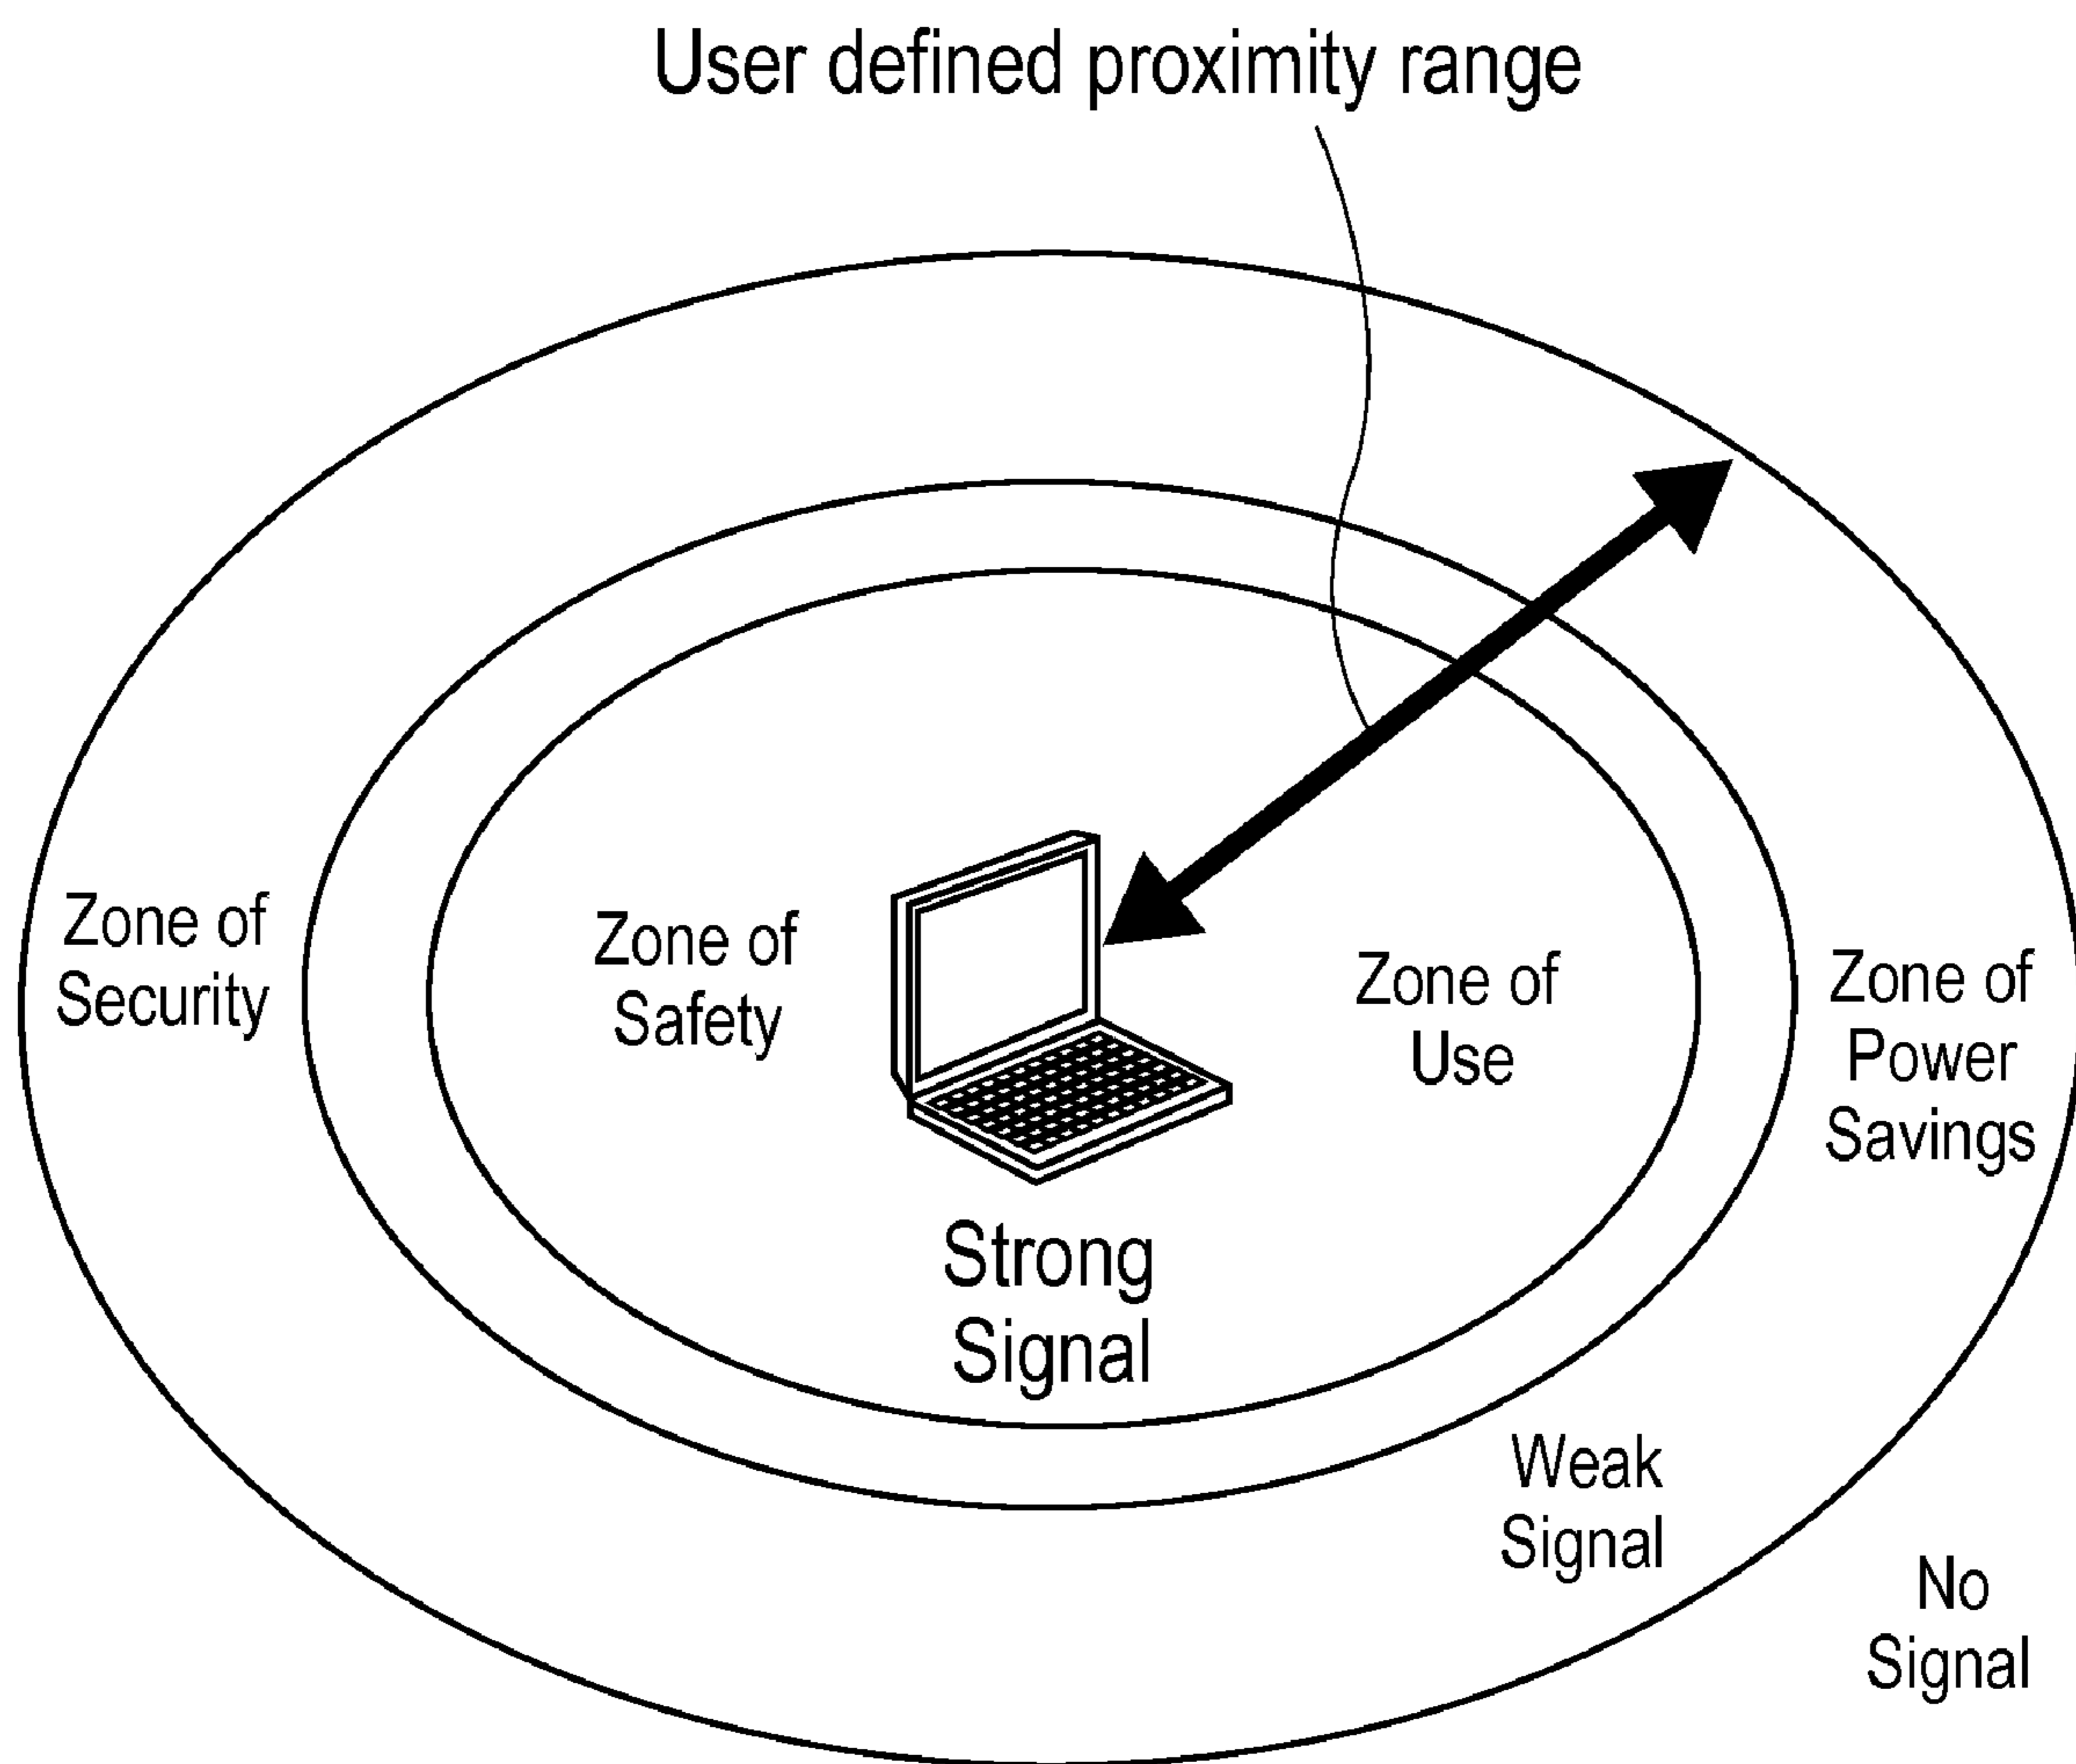 User defined proximity range
Zone of
Security
Zone of
Safety
Zone of
Use
Zone of
Power
Savings
Strong
Signal
Weak
Signal
No
Signal